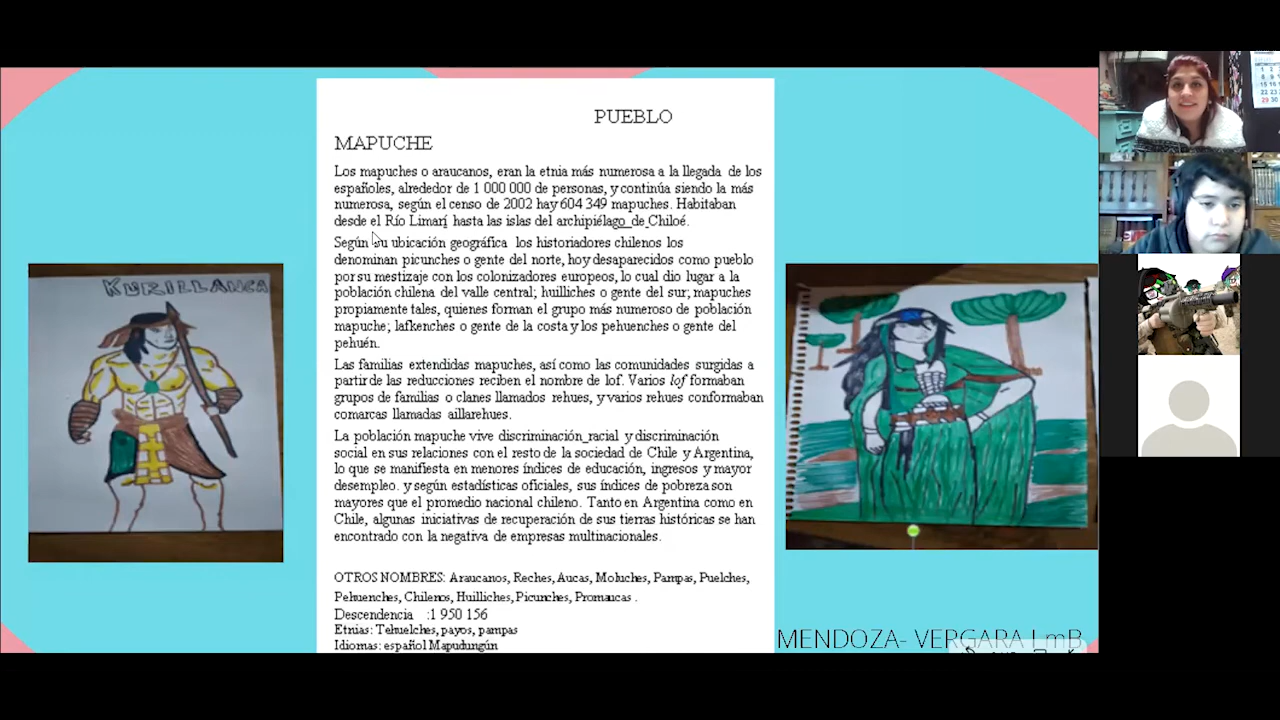 PUEBLO
MAPUCHE
Los mapuches o araucanos, eran la etnia más numerosa a la llegada de los
españoles, alrededor de 1 000 000 de personas, y continúa siendo la más
numerosa, según el censo de 2002 hay 604 349 mapuches. Habitaban
desde el Río Limarí hasta las islas del archipiélago de Chiloé.
Según su ubicación geográfica los historiadores chilenos los
denominan picunches o gente del norte, hoy desaparecidos como pueblo
por su mestizaje con los colonizadores europeos, lo cual dio lugar a la
población chilena del valle central; huilliches o gente del sur; mapuches
propiamente tales, quienes forman el grupo más numeroso de población
mapuche; lafkenches o gente de la costa y los pehuenches o gente del
pehuén.
Las familias extendidas mapuches, así como las comunidades surgidas a
partir de las reducciones reciben el nombre de lof. Varios lof formaban
grupos de familias o clanes llamados rehues, y varios rehues conformaban
comarcas llamadas aillarehues.
La población mapuche vive discriminación racial y discriminación
social en sus relaciones con el resto de la sociedad de Chile y Argentina,
lo que se manifiesta en menores índices de educación, ingresos y mayor
desempleo. y según estadísticas oficiales, sus índices de pobreza son
mayores que el promedio nacional chileno. Tanto en Argentina como en
Chile, algunas iniciativas de recuperación de sus tierras históricas se han
encontrado con la negativa de empresas multinacionales.
OTROS NOMBRES: Araucanos, Reches, Aucas, Moluches, Pampas, Puelches,
Pehuenches, Chilenos, Huilliches, Picunches, Promaucas .
Descendencia :1 950 156
Etnias: Tehuelches, payos, pampas
Idiomas: español Mapudungún
KURILLANCA
MENDOZA- VERGARA LmB